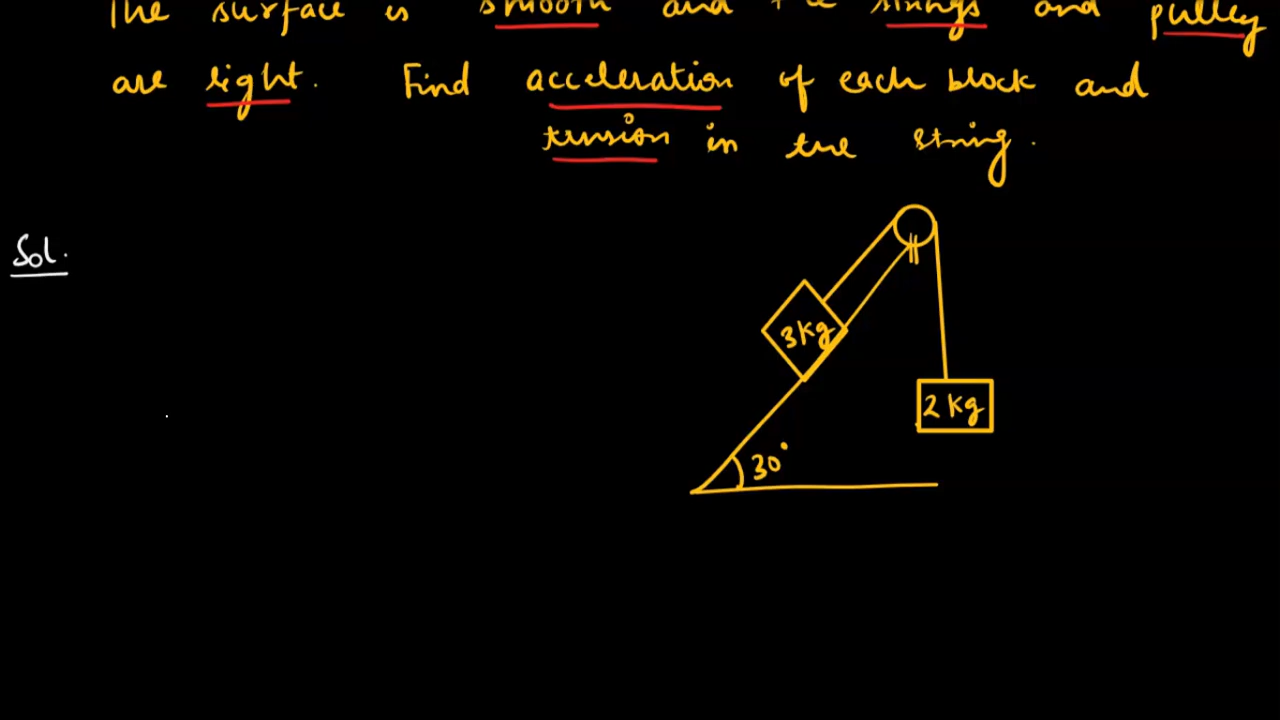 The surface is smooth and the strings and pulley
are light. Find acceleration of each block and
tension in the string.
Sol.
3kg
2 kg
30°